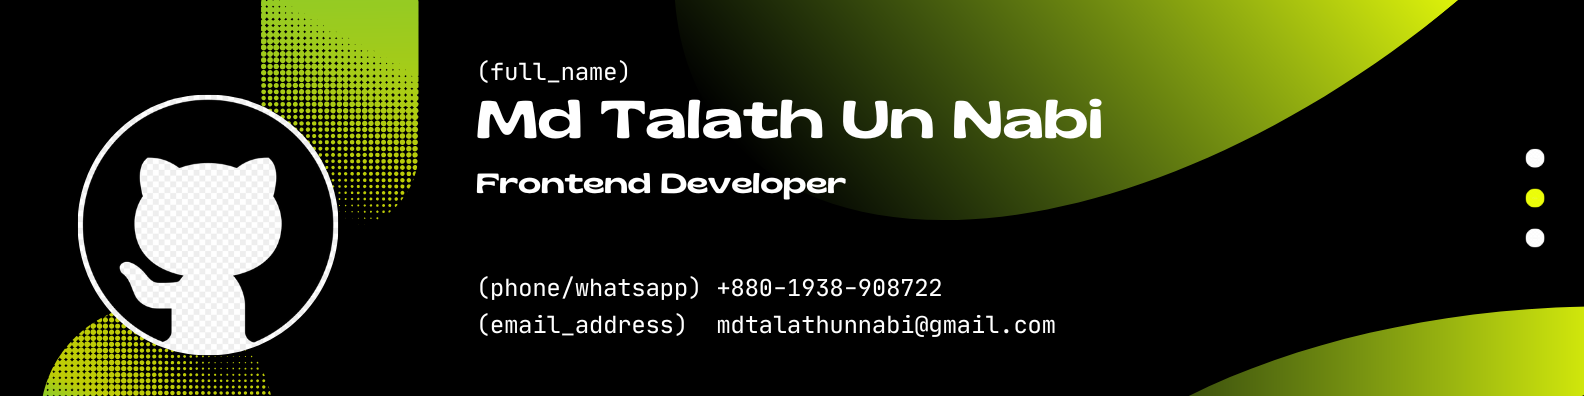 (full_name)
Md Talath Un Nabi
Frontend Developer
(phone/whatsapp) +880-1938-908722
(email_address) mdtalathunnabi@gmail.com